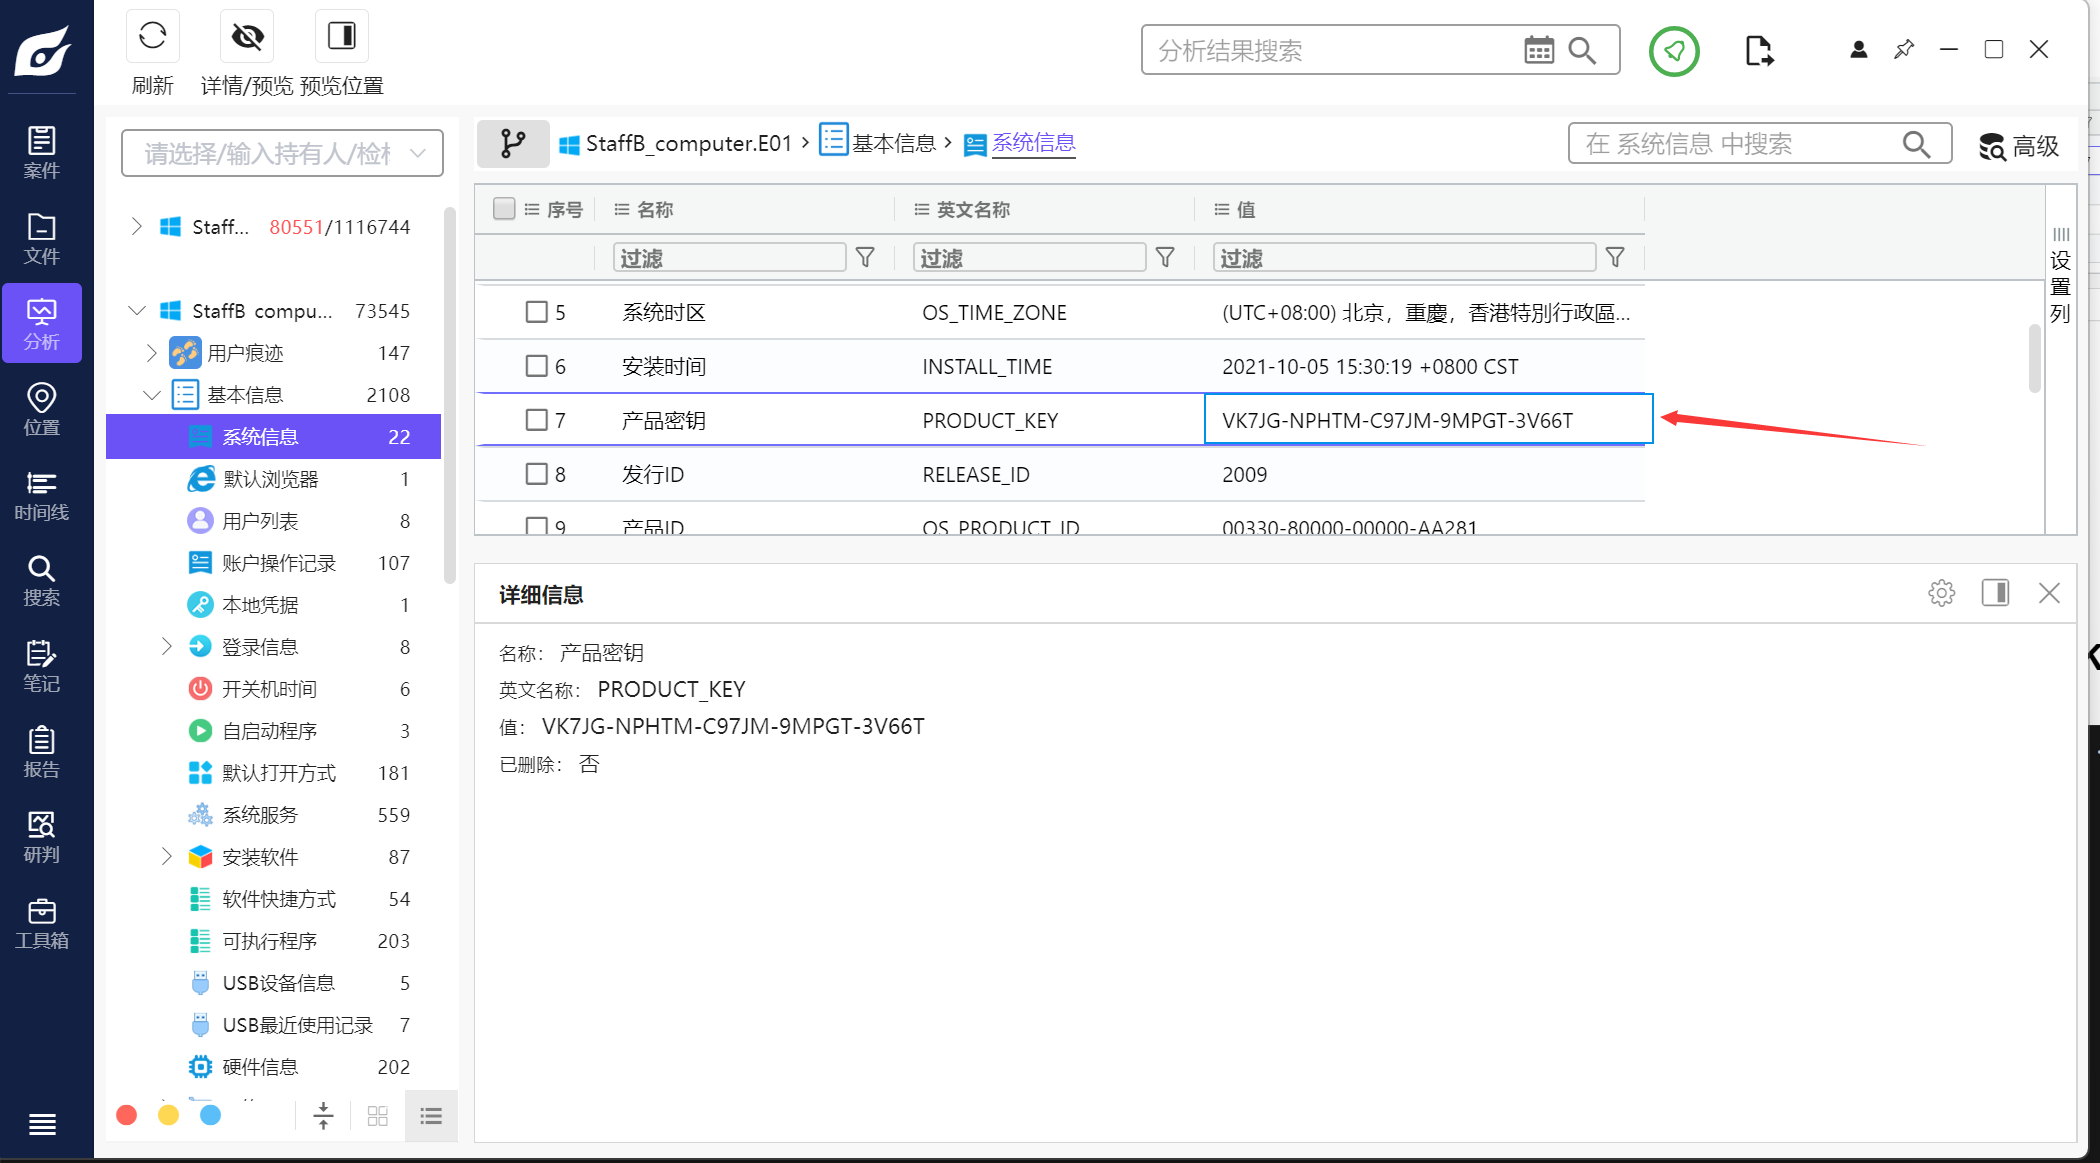 刷新
详情/预览
预览位置
分析结果搜索
案件
文件
分析
位置
时间线
搜索
笔记
报告
研判
工具箱
请选择/输入持有人/检材
Staff... 80551/1116744
StaffB compu... 73545
用户痕迹 147
基本信息 2108
系统信息 22
默认浏览器 1
用户列表 8
账户操作记录 107
本地凭据 1
登录信息 8
开关机时间 6
自启动程序 3
默认打开方式 181
系统服务 559
安装软件 87
软件快捷方式 54
可执行程序 203
USB设备信息 5
USB最近使用记录 7
硬件信息 202
StaffB_computer.E01 > 基本信息 > 系统信息
在 系统信息 中搜索
高级
序号 名称 英文名称 值
过滤 过滤 过滤
5 系统时区 OS_TIME_ZONE (UTC+08:00) 北京，重慶，香港特別行政區...
6 安装时间 INSTALL_TIME 2021-10-05 15:30:19 +0800 CST
7 产品密钥 PRODUCT_KEY VK7JG-NPHTM-C97JM-9MPGT-3V66T
8 发行ID RELEASE_ID 2009
9 产品ID OS_PRODUCT_ID 00330-80000-00000-AA281
设置列
详细信息
名称： 产品密钥
英文名称： PRODUCT_KEY
值： VK7JG-NPHTM-C97JM-9MPGT-3V66T
已删除： 否